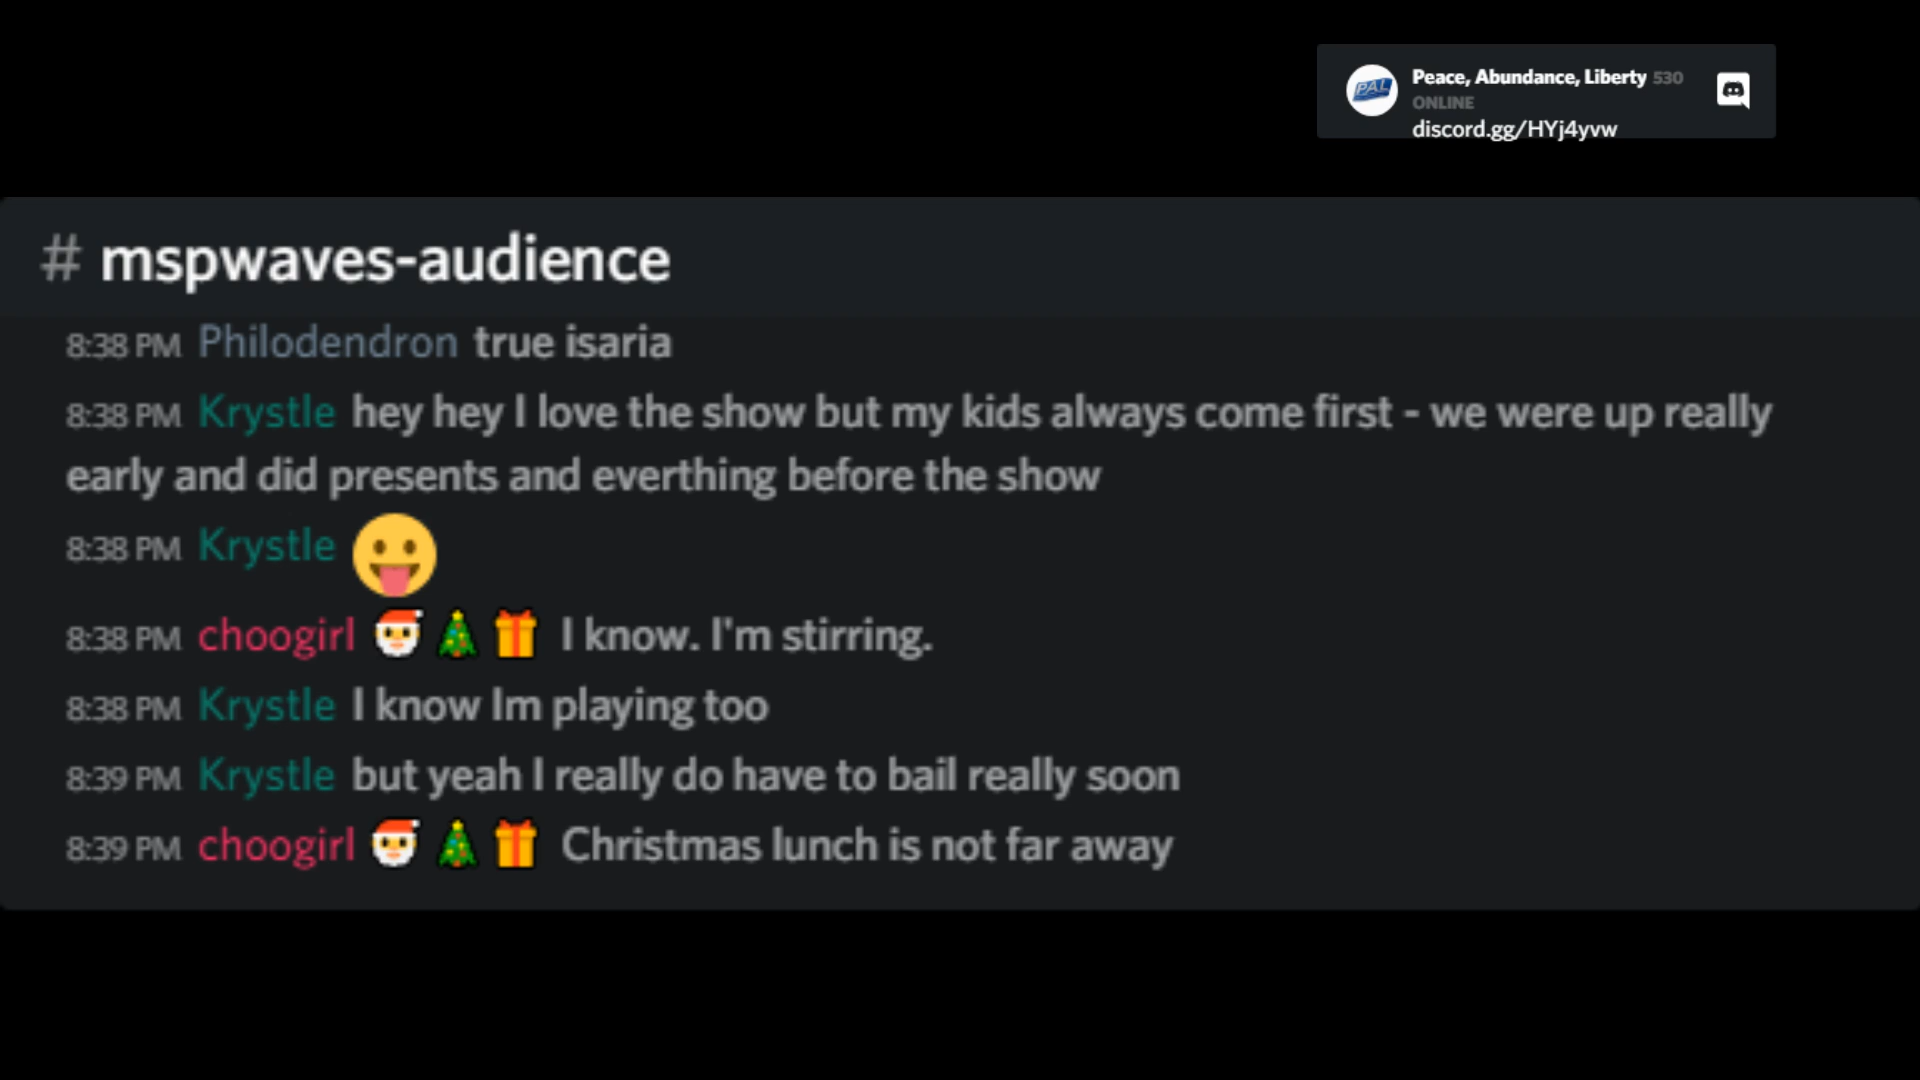 PAL Peace, Abundance, Liberty 530
ONLINE
discord.gg/HYj4yvw
# mspwaves-audience
8:38 PM Philodendron true isaria
8:38 PM Krystle hey hey I love the show but my kids always come first - we were up really
early and did presents and everthing before the show
8:38 PM Krystle 😛
8:38 PM choogirl 🎅🎄🎁 I know. I'm stirring.
8:38 PM Krystle I know Im playing too
8:39 PM Krystle but yeah I really do have to bail really soon
8:39 PM choogirl 🎅🎄🎁 Christmas lunch is not far away